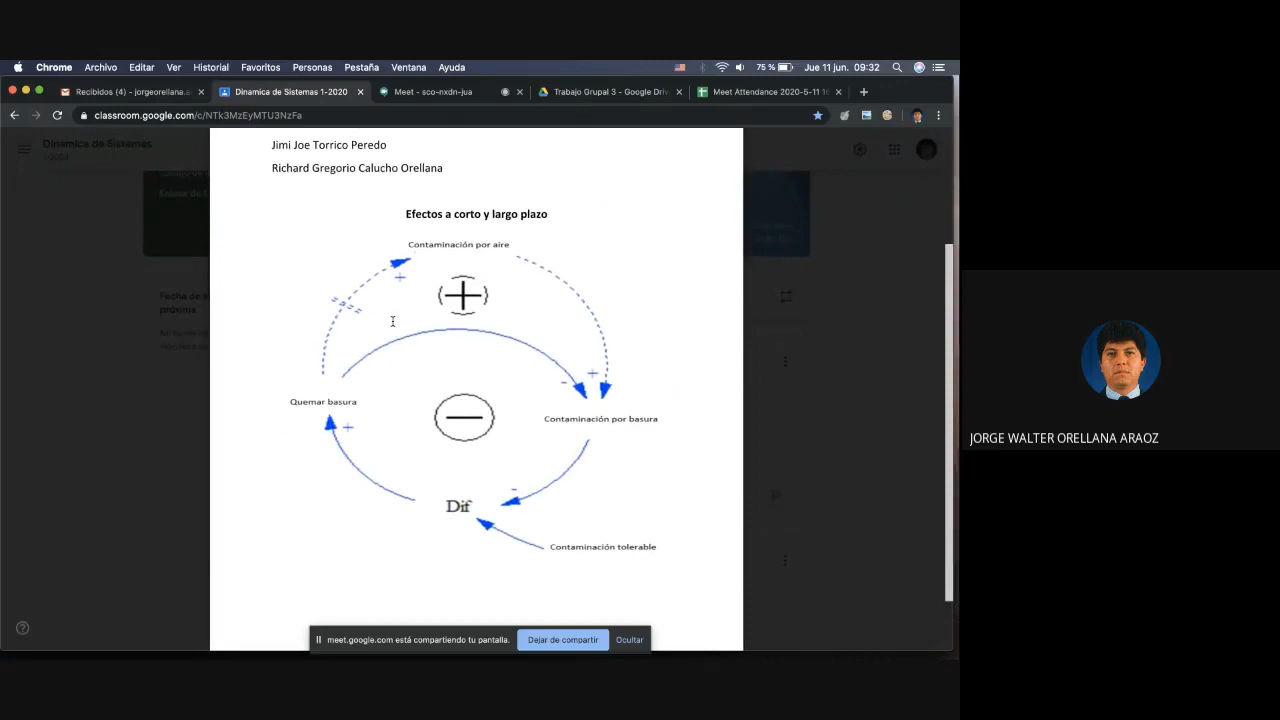 Chrome Archivo Editar Ver Historial Favoritos Personas Pestaña Ventana Ayuda 75 % Jue 11 jun. 09:32
Recibidos (4) - jorgeorellana.a
Dinamica de Sistemas 1-2020
Meet - sco-nxdn-jua
Trabajo Grupal 3 - Google Driv
Meet Attendance 2020-5-11 1
classroom.google.com/c/NTk3MzEyMTU3NzFa
Dinamica de Sistemas
Jimi Joe Torrico Peredo
Richard Gregorio Calucho Orellana
Efectos a corto y largo plazo
Contaminación por aire
+
+
Fecha de
próxima
- +
Quemar basura
Contaminación por basura
+
-
-
Dif
Contaminación tolerable
meet.google.com está compartiendo tu pantalla. Dejar de compartir Ocultar
JORGE WALTER ORELLANA ARAOZ